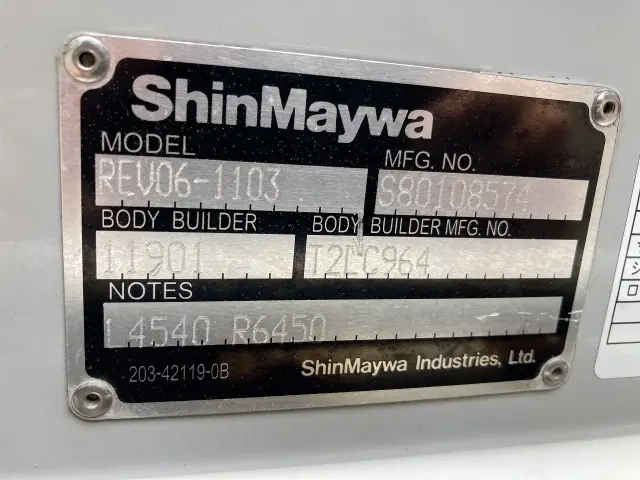 ShinMaywa
MODEL MFG. NO.
REV06-1103 S80108574
BODY BUILDER BODY BUILDER MFG. NO.
11901 T2LC964
NOTES
L4540 R6450
203-42119-0B ShinMaywa Industries, Ltd.